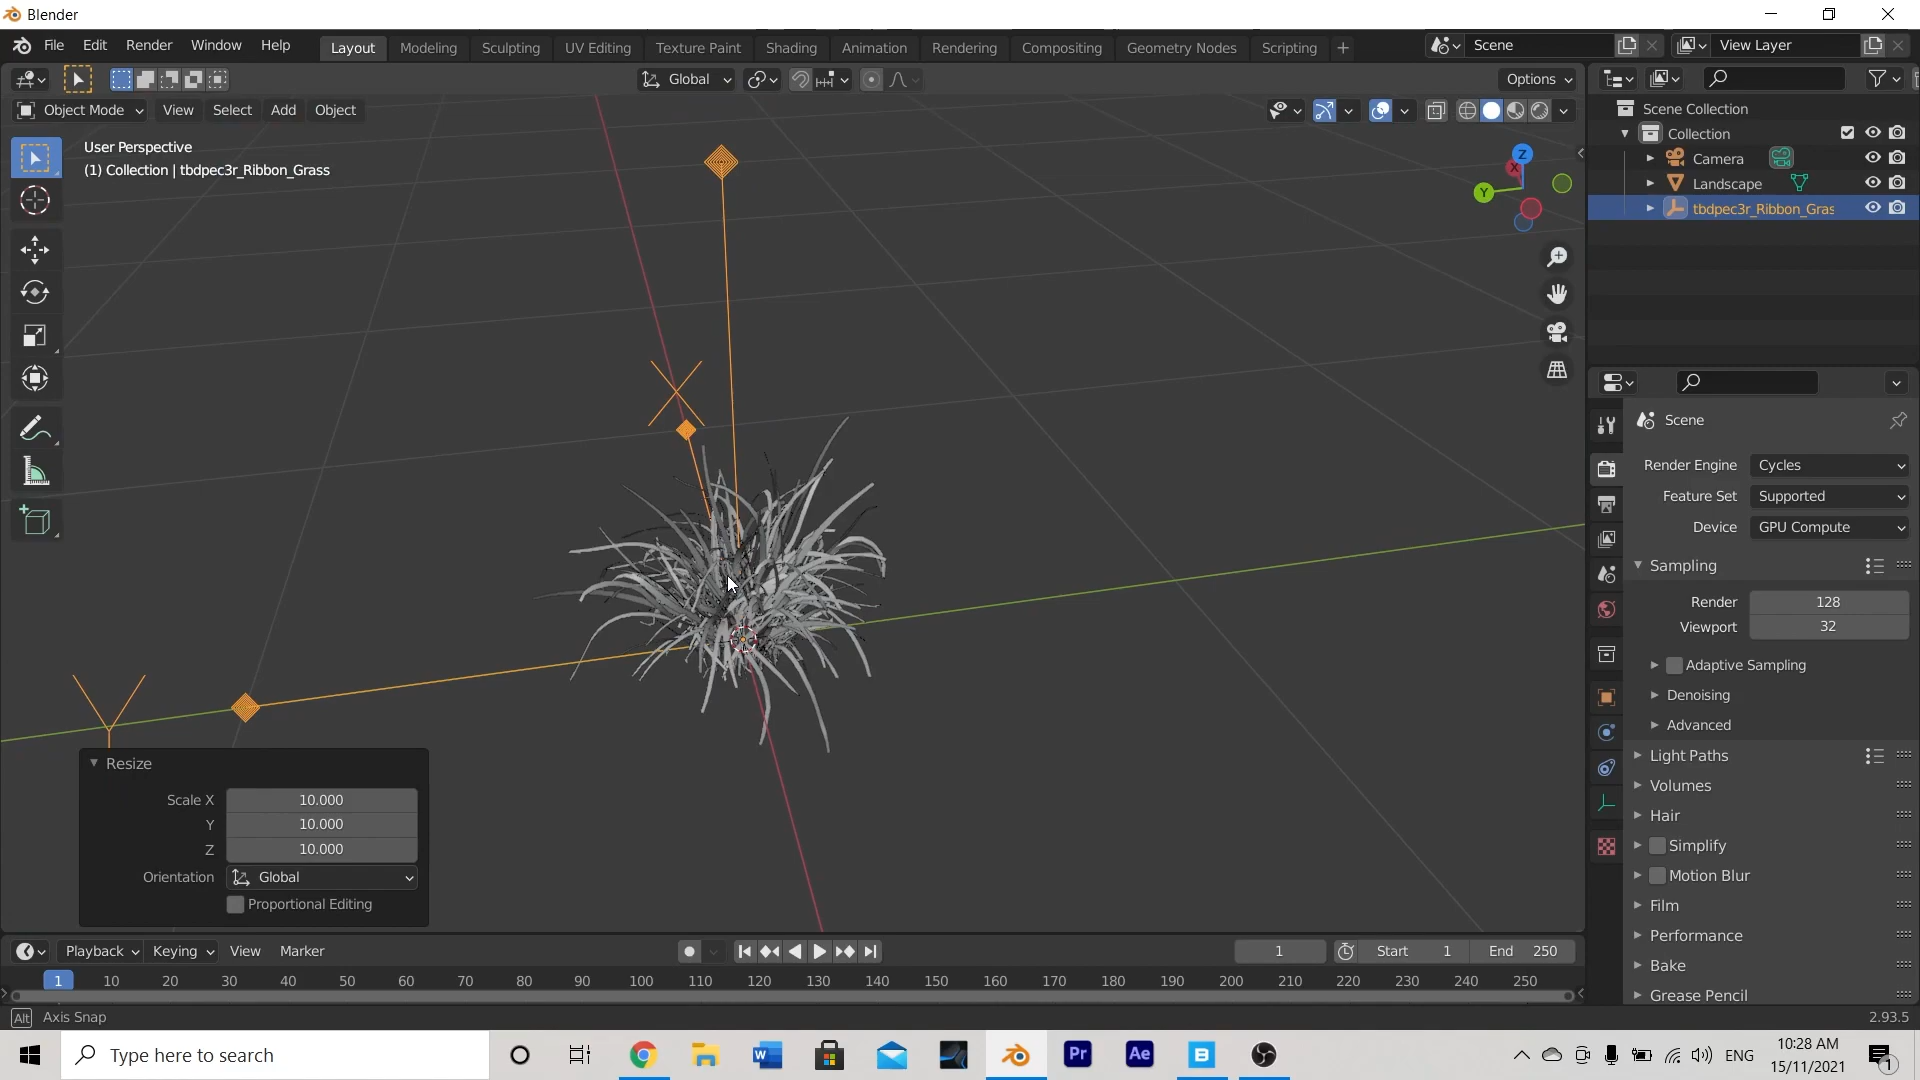 Blender
File Edit Render Window Help Layout Modeling Sculpting UV Editing Texture Paint Shading Animation Rendering Compositing Geometry Nodes Scripting + Scene View Layer
Global Options
Object Mode View Select Add Object
User Perspective
(1) Collection | tbdpec3r_Ribbon_Grass
Z
X
Y
Scene Collection
Collection
Camera
Landscape
tbdpec3r_Ribbon_Gras
Scene
Render Engine Cycles
Feature Set Supported
Device GPU Compute
Sampling
Render 128
Viewport 32
Adaptive Sampling
Denoising
Advanced
Light Paths
Volumes
Hair
Simplify
Motion Blur
Film
Performance
Bake
Grease Pencil
Resize
Scale X 10.000
Y 10.000
Z 10.000
Orientation Global
Proportional Editing
Playback Keying View Marker 1 Start 1 End 250
1 10 20 30 40 50 60 70 80 90 100 110 120 130 140 150 160 170 180 190 200 210 220 230 240 250
Alt Axis Snap 2.93.5
Type here to search
W Pr Ae B
ENG
10:28 AM
15/11/2021
1